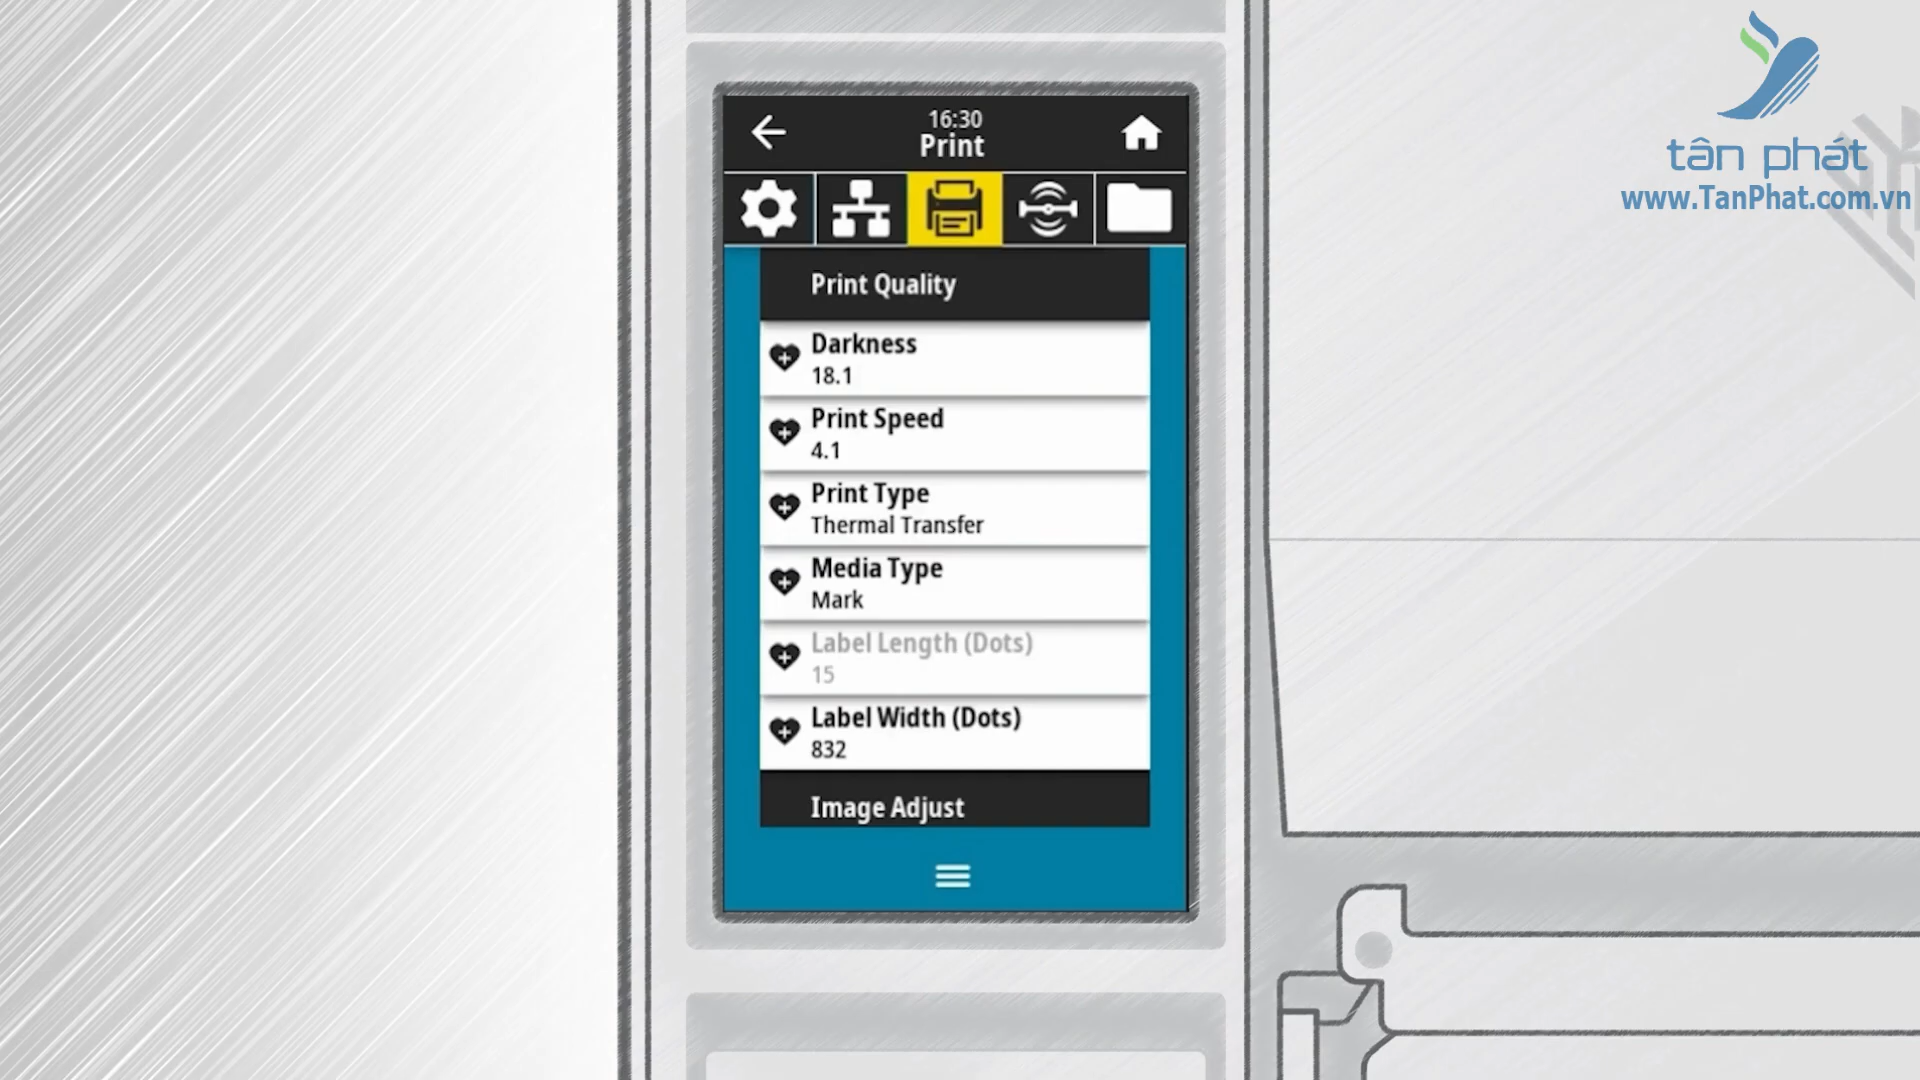 tân phát
www.TanPhat.com.vn
16:30
Print
Print Quality
Darkness
18.1
Print Speed
4.1
Print Type
Thermal Transfer
Media Type
Mark
Label Length (Dots)
15
Label Width (Dots)
832
Image Adjust